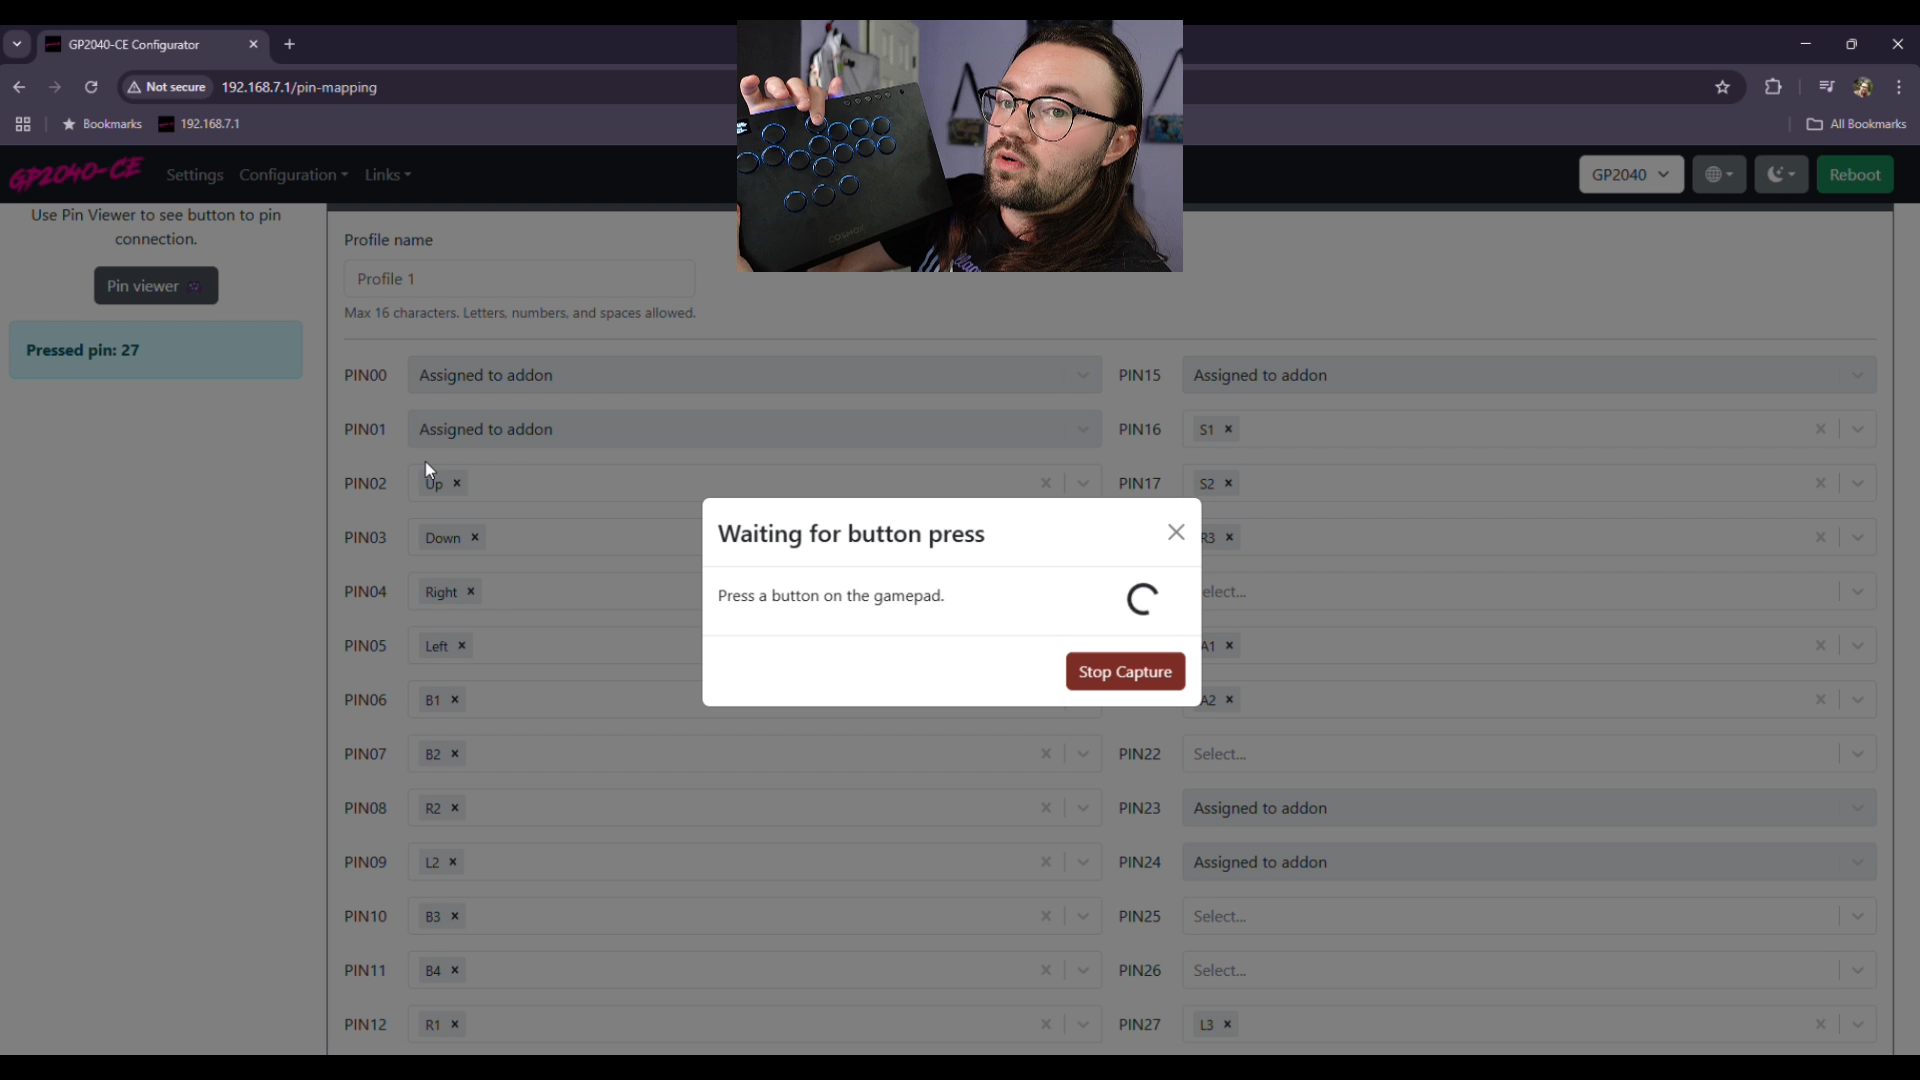 GP2040-CE Configurator
Not secure 192.168.7.1/pin-mapping
Bookmarks 192.168.7.1 All Bookmarks
GP2040-CE Settings Configuration Links GP2040 Reboot
Use Pin Viewer to see button to pin
connection.
Pin viewer
Pressed pin: 27
Profile name
Profile 1
Max 16 characters. Letters, numbers, and spaces allowed.
PIN00 Assigned to addon PIN15 Assigned to addon
PIN01 Assigned to addon PIN16 S1
PIN02 Up PIN17 S2
PIN03 Down R3
PIN04 Right elect...
PIN05 Left A1
PIN06 B1 A2
PIN07 B2 PIN22 Select...
PIN08 R2 PIN23 Assigned to addon
PIN09 L2 PIN24 Assigned to addon
PIN10 B3 PIN25 Select...
PIN11 B4 PIN26 Select...
PIN12 R1 PIN27 L3
Waiting for button press
Press a button on the gamepad.
Stop Capture